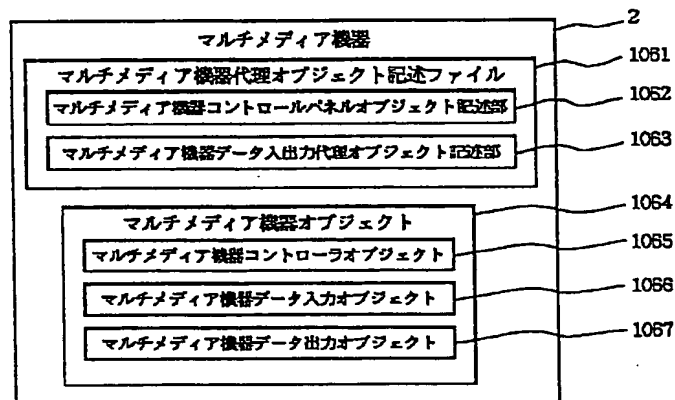 マルチメディア機器
2
マルチメディア機器代理オブジェクト記述ファイル
1061
マルチメディア機器コントロールパネルオブジェクト記述部
1062
マルチメディア機器データ入出力代理オブジェクト記述部
1063
マルチメディア機器オブジェクト
1064
マルチメディア機器コントローラオブジェクト
1065
マルチメディア機器データ入力オブジェクト
1066
マルチメディア機器データ出力オブジェクト
1067